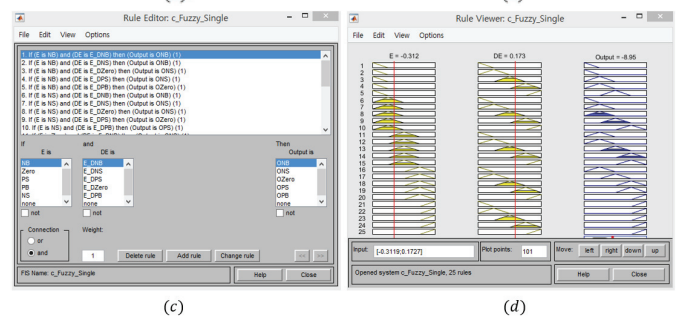 Rule Editor: c_Fuzzy_Single
File Edit View Options
1. If (E is NB) and (DE is E_DNB) then (Output is ONB) (1)
2. If (E is NB) and (DE is E_DNS) then (Output is ONS) (1)
3. If (E is NB) and (DE is E_DZero) then (Output is ONS) (1)
4. If (E is NB) and (DE is E_DPS) then (Output is ONS) (1)
5. If (E is NB) and (DE is E_DPB) then (Output is OZero) (1)
6. If (E is NS) and (DE is E_DNB) then (Output is ONB) (1)
7. If (E is NS) and (DE is E_DNS) then (Output is ONS) (1)
8. If (E is NS) and (DE is E_DZero) then (Output is ONS) (1)
9. If (E is NS) and (DE is E_DPS) then (Output is OZero) (1)
10. If (E is NS) and (DE is E_DPB) then (Output is OPS) (1)
If and Then
E is DE is Output is
NB E_DNB ONB
Zero E_DNS ONS
PS E_DPS OZero
PB E_DZero OPS
NS E_DPB OPB
none none none
not not not
Connection Weight:
or
and 1 Delete rule Add rule Change rule << >>
FIS Name: c_Fuzzy_Single Help Close
(c)
Rule Viewer: c_Fuzzy_Single
File Edit View Options
E = -0.312 DE = 0.173 Output = -8.95
1
2
3
4
5
6
7
8
9
10
11
12
13
14
15
16
17
18
19
20
21
22
23
24
25
Input: [-0.3119;0.1727] Plot points: 101 Move: left right down up
Opened system c_Fuzzy_Single, 25 rules Help Close
(d)